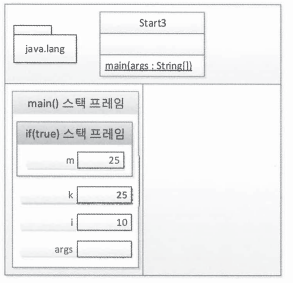 Start3
java.lang
main(args : String[])
main() 스택 프레임
if(true) 스택 프레임
m 25
k 25
i 10
args